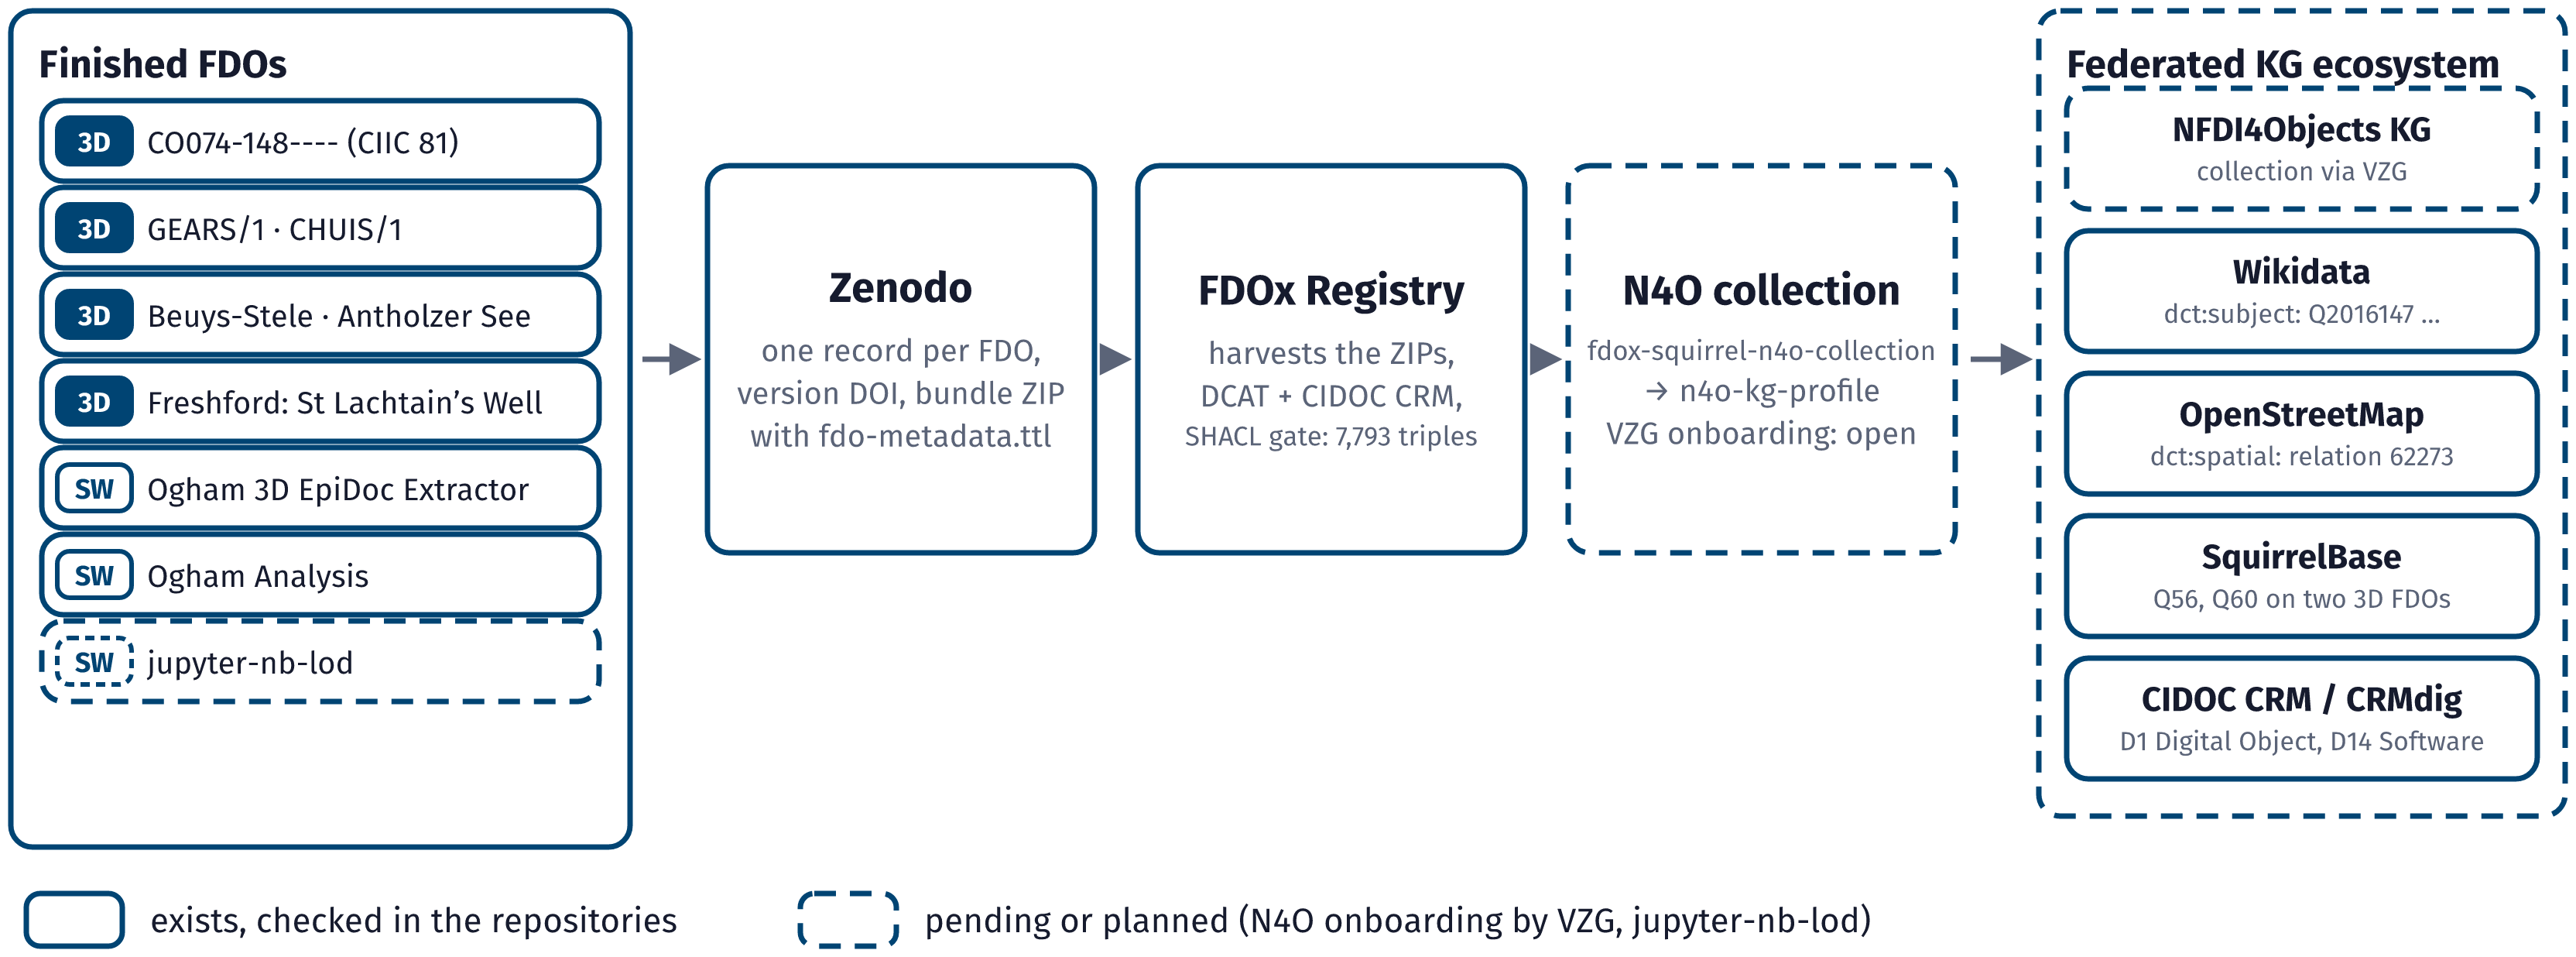 Finished FDOs
3D CO074-148---- (CIIC 81)
3D GEARS/1 · CHUIS/1
3D Beuys-Stele · Antholzer See
3D Freshford: St Lachtain’s Well
SW Ogham 3D EpiDoc Extractor
SW Ogham Analysis
SW jupyter-nb-lod
Zenodo
one record per FDO,
version DOI, bundle ZIP
with fdo-metadata.ttl
FDOx Registry
harvests the ZIPs,
DCAT + CIDOC CRM,
SHACL gate: 7,793 triples
N4O collection
fdox-squirrel-n4o-collection
→ n4o-kg-profile
VZG onboarding: open
Federated KG ecosystem
NFDI4Objects KG
collection via VZG
Wikidata
dct:subject: Q2016147 ...
OpenStreetMap
dct:spatial: relation 62273
SquirrelBase
Q56, Q60 on two 3D FDOs
CIDOC CRM / CRMdig
D1 Digital Object, D14 Software
exists, checked in the repositories
pending or planned (N4O onboarding by VZG, jupyter-nb-lod)